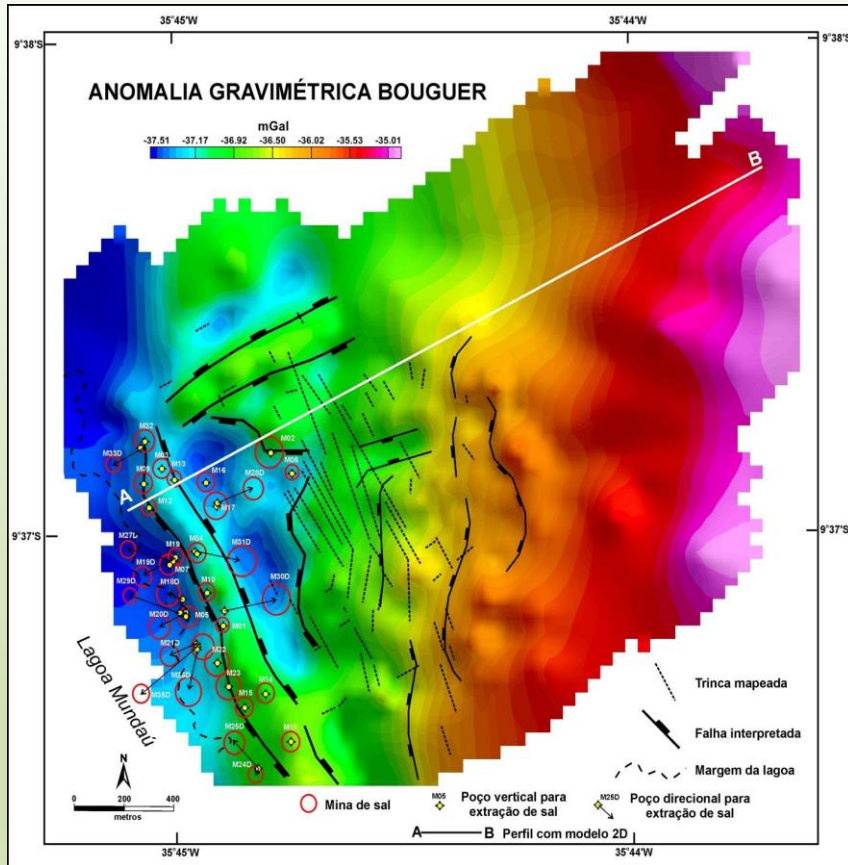 35°45'W
35°44'W
9°38'S
9°38'S
ANOMALIA GRAVIMÉTRICA BOUGUER
mGal
-37.51 -37.17 -36.92 -36.50 -36.02 -35.53 -35.01
B
M32
M33D
M03
M13
M02
M06
M09
M16
M28D
A
M12
M17
9°37'S
9°37'S
M27D
M19
M04
M31D
M19D
M07
M29D
M18D
M10
M30D
M20D
M05
M01
M21D
M22
M35D
M23
M15
M14
M25D
M24D
Lagoa Mundaú
N
0 200 400
metros
Trinca mapeada
Falha interpretada
Margem da lagoa
Mina de sal
M05
Poço vertical para
extração de sal
M25D
Poço direcional para
extração de sal
A B Perfil com modelo 2D
35°45'W
35°44'W